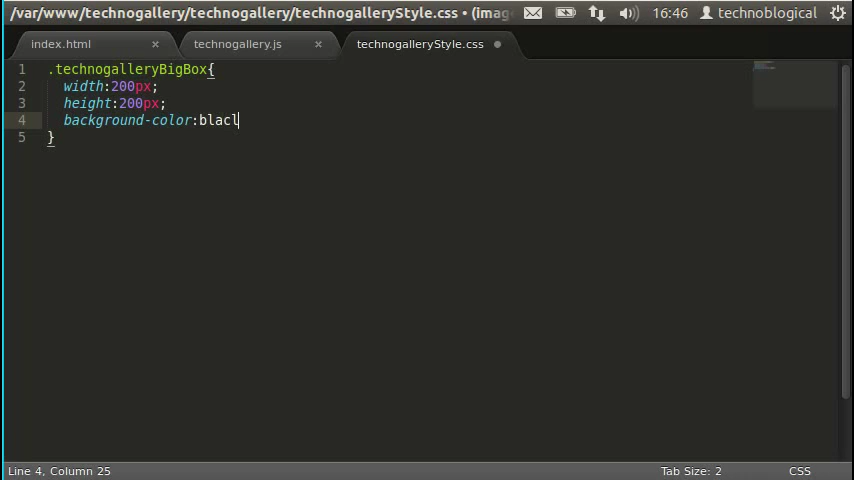 /var/www/technogallery/technogallery/technogalleryStyle.css • (imag 16:46 technoblogical
index.html × technogallery.js × technogalleryStyle.css
1 .technogalleryBigBox{
2 width:200px;
3 height:200px;
4 background-color:blacl
5 }
Line 4, Column 25 Tab Size: 2 CSS